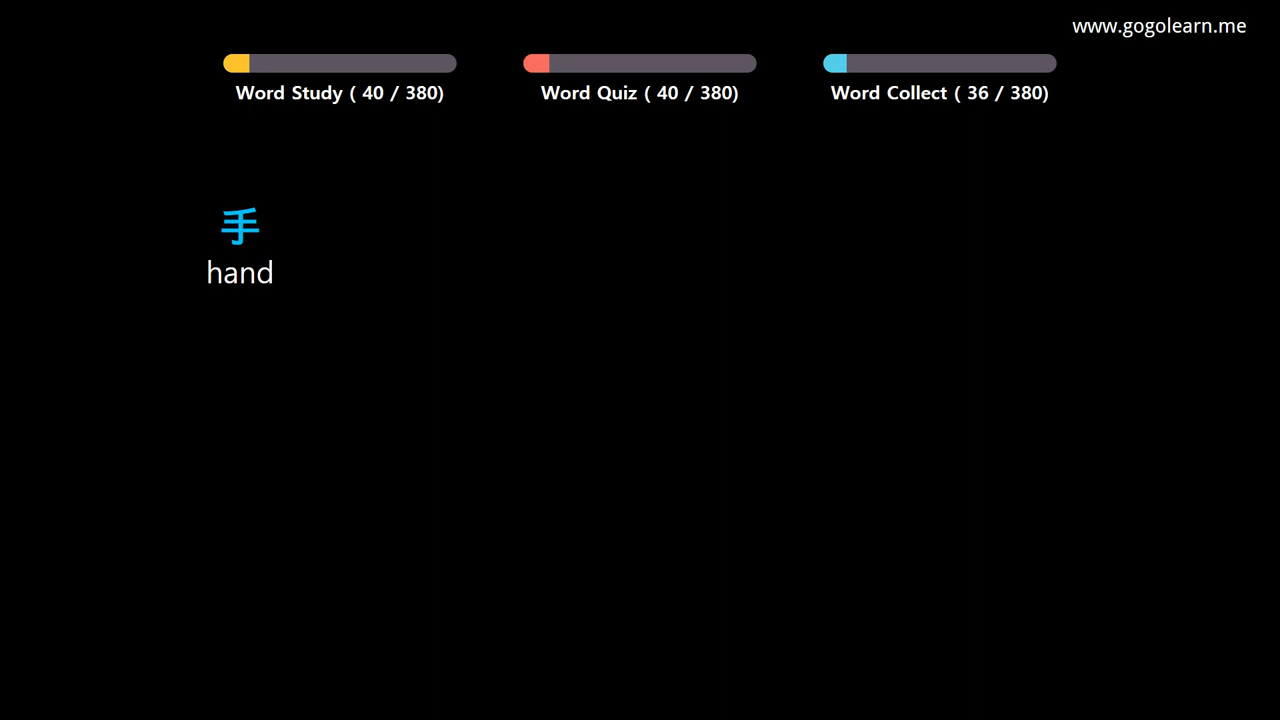 www.gogolearn.me
Word Study ( 40 / 380)
Word Quiz ( 40 / 380)
Word Collect ( 36 / 380)
手
hand